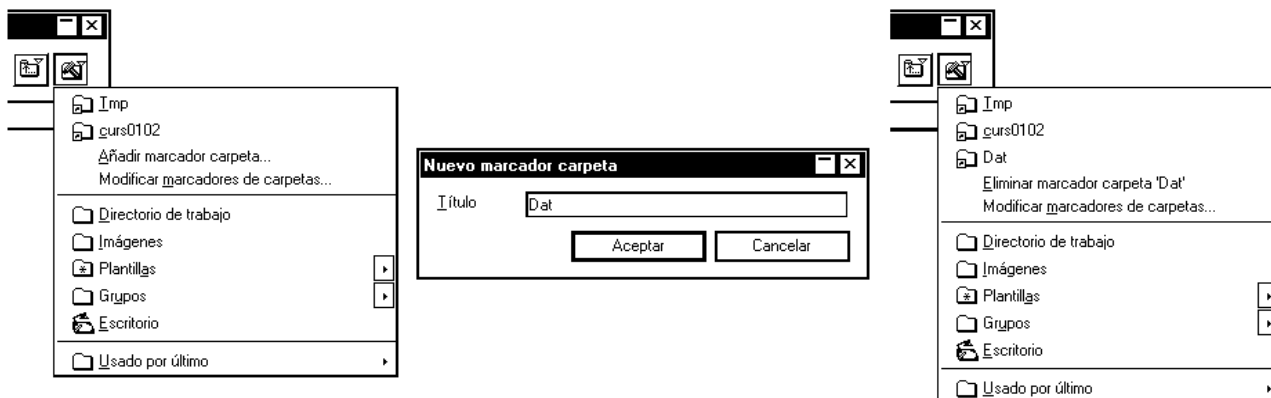 Tmp
curs0102
Añadir marcador carpeta...
Modificar marcadores de carpetas...
Directorio de trabajo
Imágenes
Plantillas
Grupos
Escritorio
Usado por último
Nuevo marcador carpeta
Título
Dat
Aceptar
Cancelar
Tmp
curs0102
Dat
Eliminar marcador carpeta 'Dat'
Modificar marcadores de carpetas...
Directorio de trabajo
Imágenes
Plantillas
Grupos
Escritorio
Usado por último